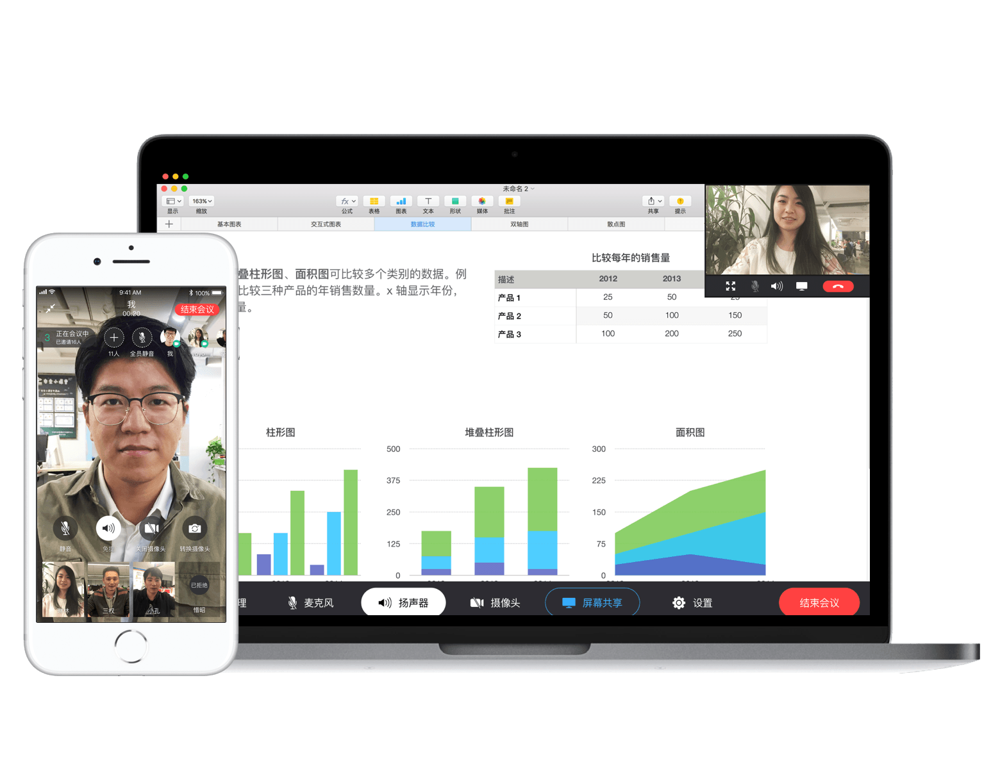 未命名 2
163%
显示
缩放
公式
表格
图表
文本
形状
媒体
批注
共享
提示
基本图表
交互式图表
数据比较
双轴图
散点图
叠柱形图、面积图可比较多个类别的数据。例
比较三种产品的年销售数量。x 轴显示年份，
量。
比较每年的销售量
描述 2012 2013
产品 1 25 50 25
产品 2 50 100 150
产品 3 100 200 250
柱形图
堆叠柱形图
500
375
250
125
0
面积图
300
225
150
75
0
理
麦克风
扬声器
摄像头
屏幕共享
设置
结束会议
9:41 AM
100%
我
00:20
结束会议
3 正在会议中
已邀请16人
11人
全员静音
我
静音
免提
关闭摄像头
转换摄像头
已拒绝
三权
小孔
惜昭